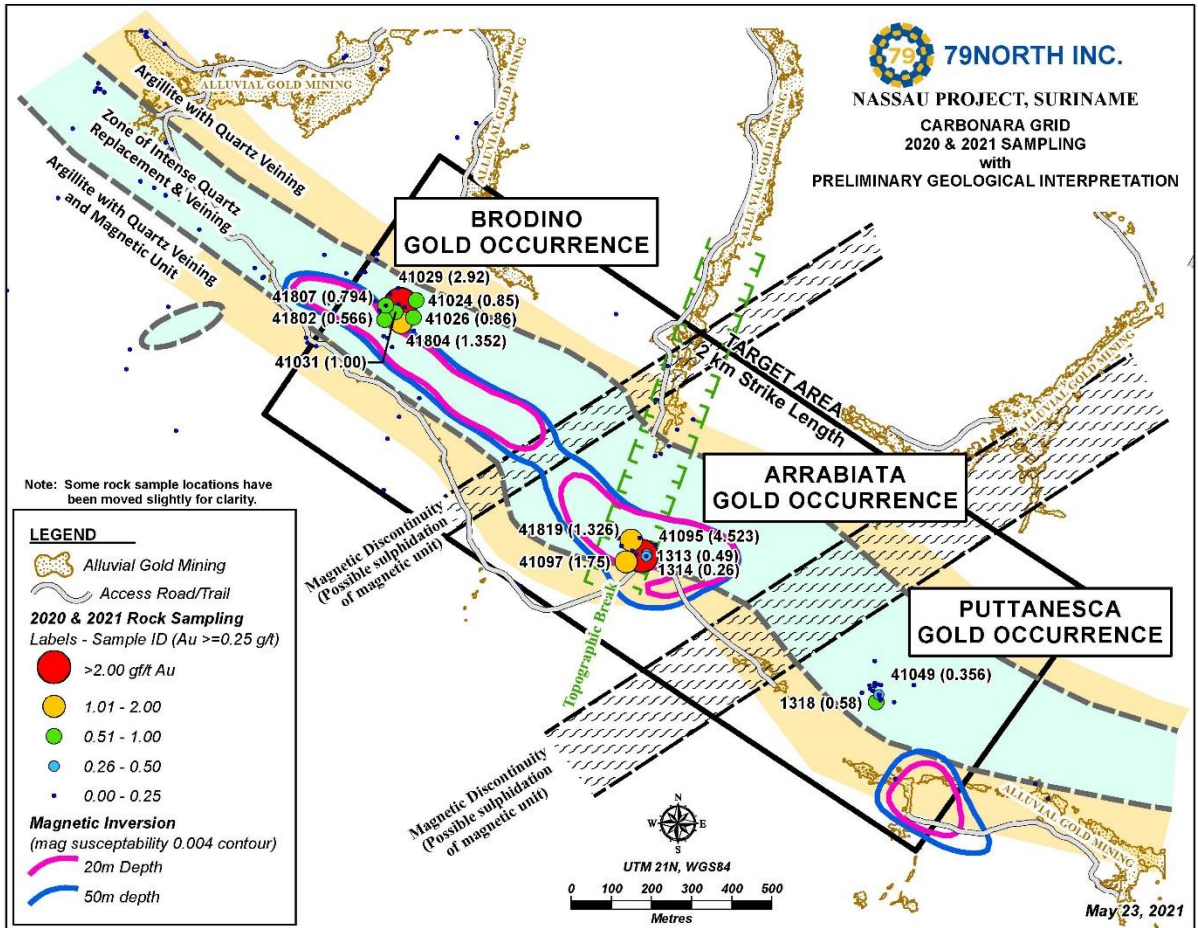 79
79NORTH INC.
NASSAU PROJECT, SURINAME
CARBONARA GRID
2020 & 2021 SAMPLING
with
PRELIMINARY GEOLOGICAL INTERPRETATION
ALLUVIAL GOLD MINING
ALLUVIAL GOLD MINING
ALLUVIAL GOLD MINING
ALLUVIAL GOLD MINING
ALLUVIAL GOLD MINING
Argillite with Quartz Veining
Zone of Intense Quartz
Replacement & Veining
Argillite with Quartz Veining
and Magnetic Unit
BRODINO
GOLD OCCURRENCE
41029 (2.92)
41807 (0.794)
41024 (0.85)
41802 (0.566)
41026 (0.86)
41804 (1.352)
41031 (1.00)
TARGET AREA
2 km Strike Length
ARRABIATA
GOLD OCCURRENCE
41819 (1.326)
41095 (4.523)
41097 (1.75)
1313 (0.49)
1314 (0.26)
Magnetic Discontinuity
(Possible sulphidation
of magnetic unit)
Topographic Break
PUTTANESCA
GOLD OCCURRENCE
41049 (0.356)
1318 (0.58)
Magnetic Discontinuity
(Possible sulphidation
of magnetic unit)
ALLUVIAL GOLD MINING
Note: Some rock sample locations have
been moved slightly for clarity.
LEGEND
Alluvial Gold Mining
Access Road/Trail
2020 & 2021 Rock Sampling
Labels - Sample ID (Au >=0.25 g/t)
>2.00 gf/t Au
1.01 - 2.00
0.51 - 1.00
0.26 - 0.50
0.00 - 0.25
Magnetic Inversion
(mag susceptability 0.004 contour)
20m Depth
50m depth
N
W E
S
UTM 21N, WGS84
0 100 200 300 400 500
Metres
May 23, 2021